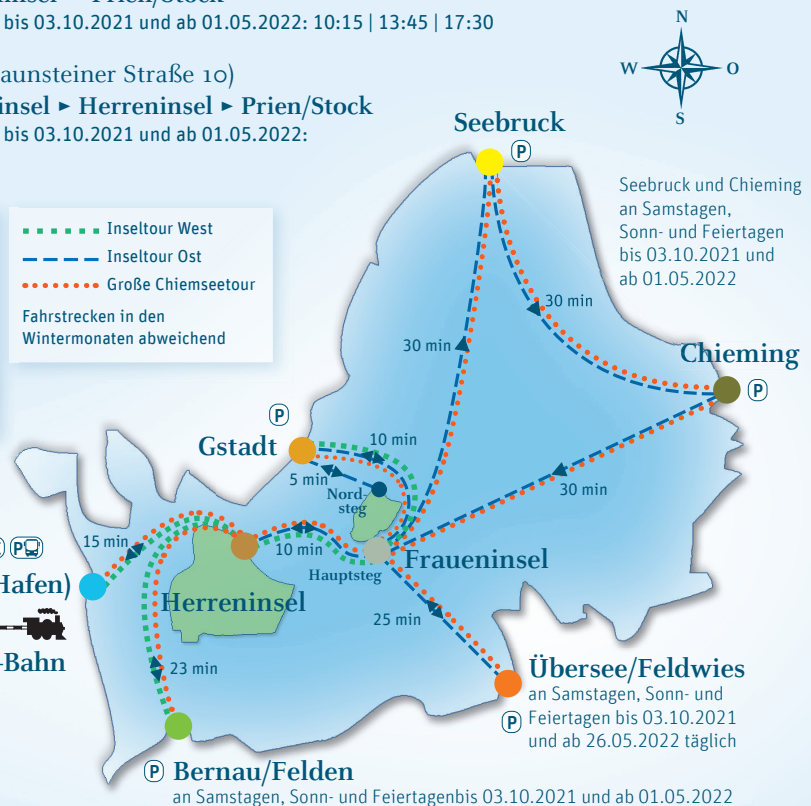 bis 03.10.2021 und ab 01.05.2022: 10:15 | 13:45 | 17:30
aunsteiner Straße 10)
insel ► Herreninsel ► Prien/Stock
bis 03.10.2021 und ab 01.05.2022:
N
W
O
S
Seebruck
P
Seebruck und Chieming
an Samstagen,
Sonn- und Feiertagen
bis 03.10.2021 und
ab 01.05.2022
Inseltour West
Inseltour Ost
Große Chiemseetour
Fahrstrecken in den
Wintermonaten abweichend
30 min
30 min
Chieming
P
P
Gstadt
10 min
5 min
Nord-
steg
30 min
15 min
P
10 min
Hauptsteg
Fraueninsel
Hafen)
Herreninsel
25 min
-Bahn
23 min
Übersee/Feldwies
an Samstagen, Sonn- und
P Feiertagen bis 03.10.2021
und ab 26.05.2022 täglich
P Bernau/Felden
an Samstagen, Sonn- und Feiertagenbis 03.10.2021 und ab 01.05.2022